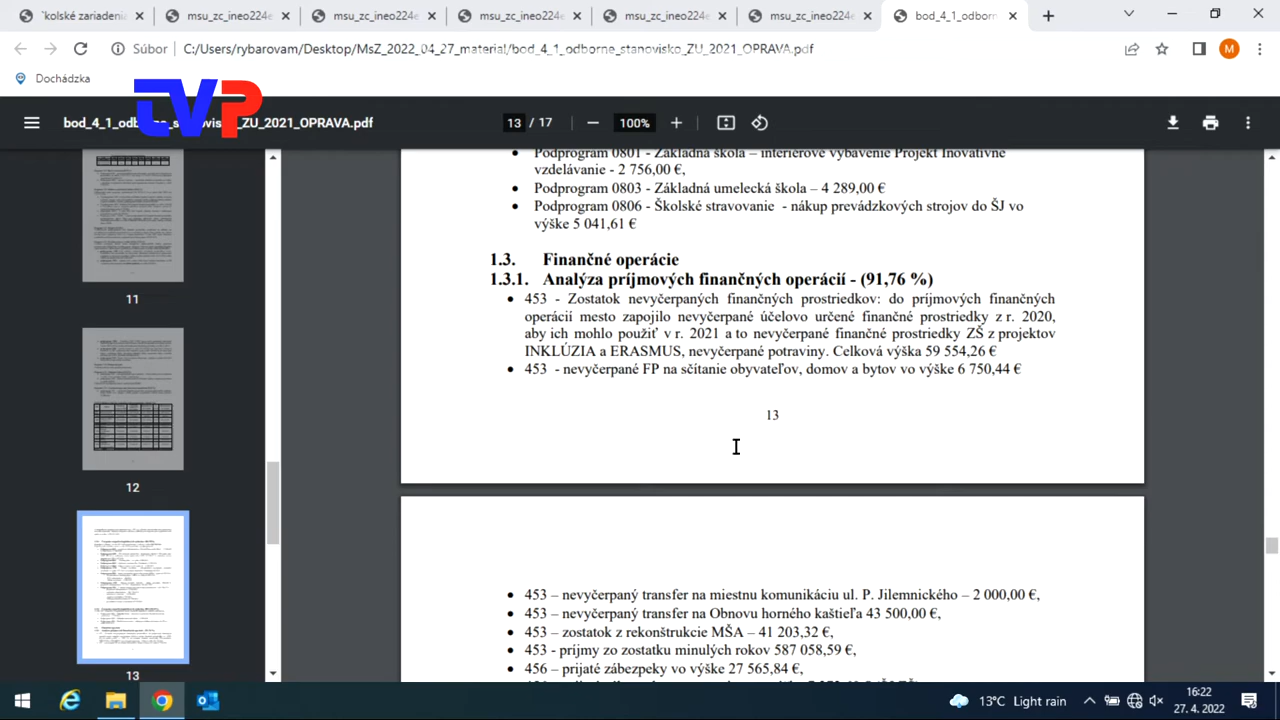 'kolské zariadeni
msu_zc_ineo224e
msu_zc_ineo224e
msu_zc_ineo224e
msu_zc_ineo224e
msu_zc_ineo224e
bod_4_1_odborn
Súbor
C:/Users/rybarovam/Desktop/MsZ_2022_04_27_material/bod_4_1_odborne_stanovisko_ZU_2021_OPRAVA.pdf
M
Dochádzka
TVP
bod_4_1_odb stanovisko_ZU_2021_OPRAVA.pdf
13 / 17
100%
Podprogram 0801 - Základná škola – interiérové vybavenie Projekt Inovatívne
vzdelávanie - 2 756,00 €,
Podprogram 0803 - Základná umelecká škola – 4 289,00 €
Podprogram 0806 - Školské stravovanie - nákup prevádzkových strojov do ŠJ vo
výške 5 041,61 €
1.3. Finančné operácie
1.3.1. Analýza príjmových finančných operácií - (91,76 %)
453 - Zostatok nevyčerpaných finančných prostriedkov: do príjmových finančných
operácií mesto zapojilo nevyčerpané účelovo určené finančné prostriedky z r. 2020,
aby ich mohlo použiť v r. 2021 a to nevyčerpané finančné prostriedky ZŠ z projektov
INKLÚZIA a ERASMUS, nevyčerpané potraviny. Celková výška 59 554,26 €
453 - nevyčerpané FP na sčítanie obyvateľov, domov a bytov vo výške 6 750,44 €
13
453 – nevyčerpaný transfer na miestnu komunikáciu ul. P. Jilemnického – 2 000,00 €,
453 – nevyčerpaný transfer na Obnovu horného kaštieľa 43 500,00 €,
453 – zostatok z rekonštrukcie MŠA – 41 203,32 €,
453 - príjmy zo zostatku minulých rokov 587 058,59 €,
456 – prijaté zábezpeky vo výške 27 565,84 €,
11
12
13
13°C Light rain
16:22
27. 4. 2022